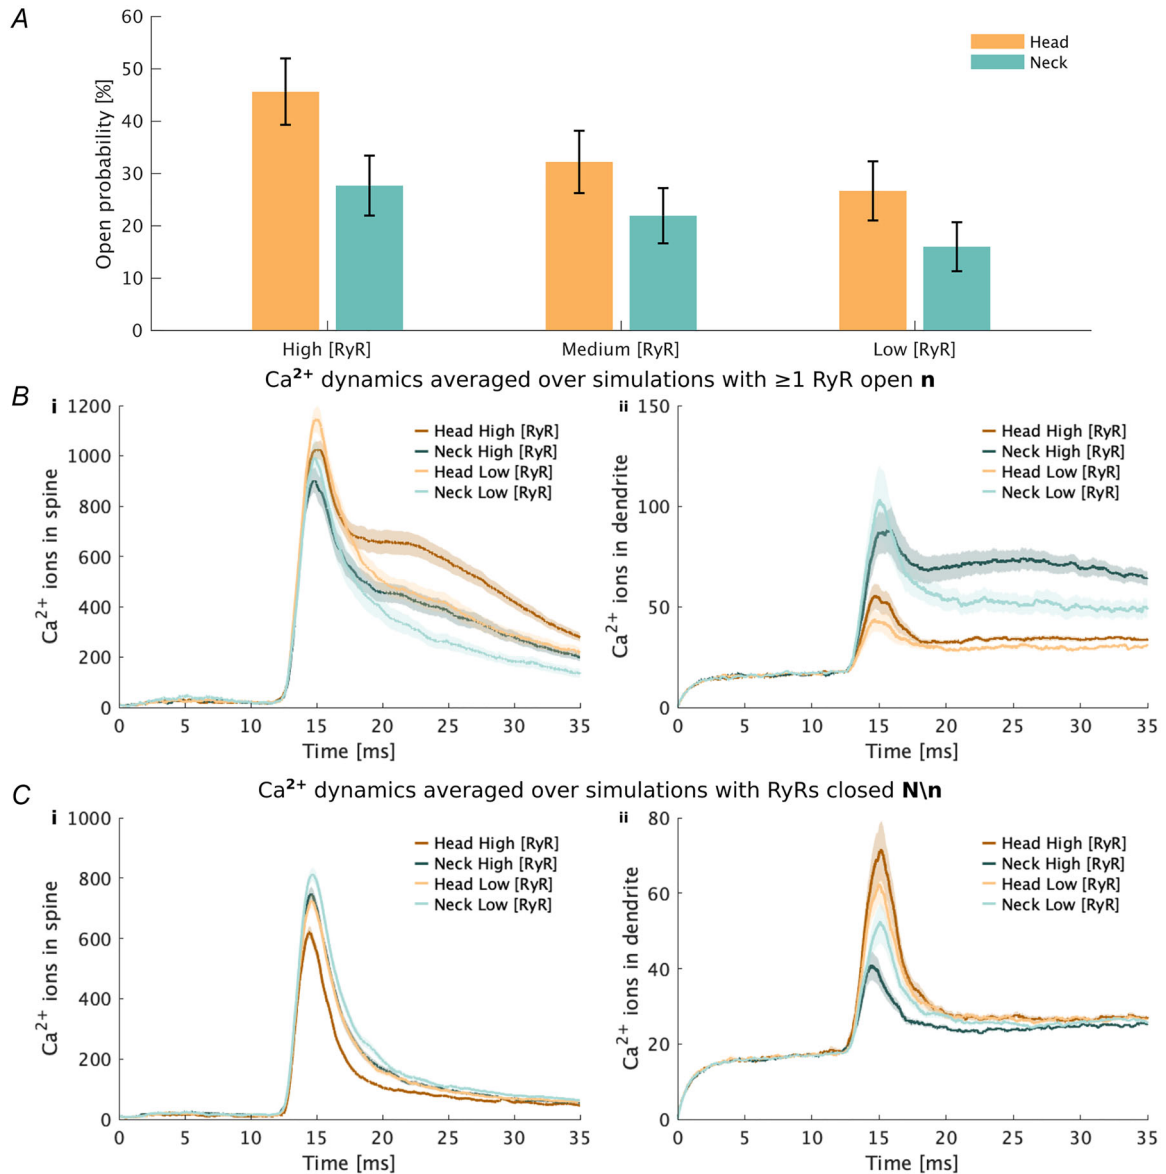 A
Open probability [%]
60
50
40
30
20
10
0
Head
Neck
High [RyR]
Medium [RyR]
Low [RyR]
Ca²⁺ dynamics averaged over simulations with ≥1 RyR open n
B
i
Ca²⁺ ions in spine
1200
1000
800
600
400
200
0
Head High [RyR]
Neck High [RyR]
Head Low [RyR]
Neck Low [RyR]
0 5 10 15 20 25 30 35
Time [ms]
ii
Ca²⁺ ions in dendrite
150
100
50
0
Head High [RyR]
Neck High [RyR]
Head Low [RyR]
Neck Low [RyR]
0 5 10 15 20 25 30 35
Time [ms]
Ca²⁺ dynamics averaged over simulations with RyRs closed N\n
C
i
Ca²⁺ ions in spine
1000
800
600
400
200
0
Head High [RyR]
Neck High [RyR]
Head Low [RyR]
Neck Low [RyR]
0 5 10 15 20 25 30 35
Time [ms]
ii
Ca²⁺ ions in dendrite
80
60
40
20
0
Head High [RyR]
Neck High [RyR]
Head Low [RyR]
Neck Low [RyR]
0 5 10 15 20 25 30 35
Time [ms]